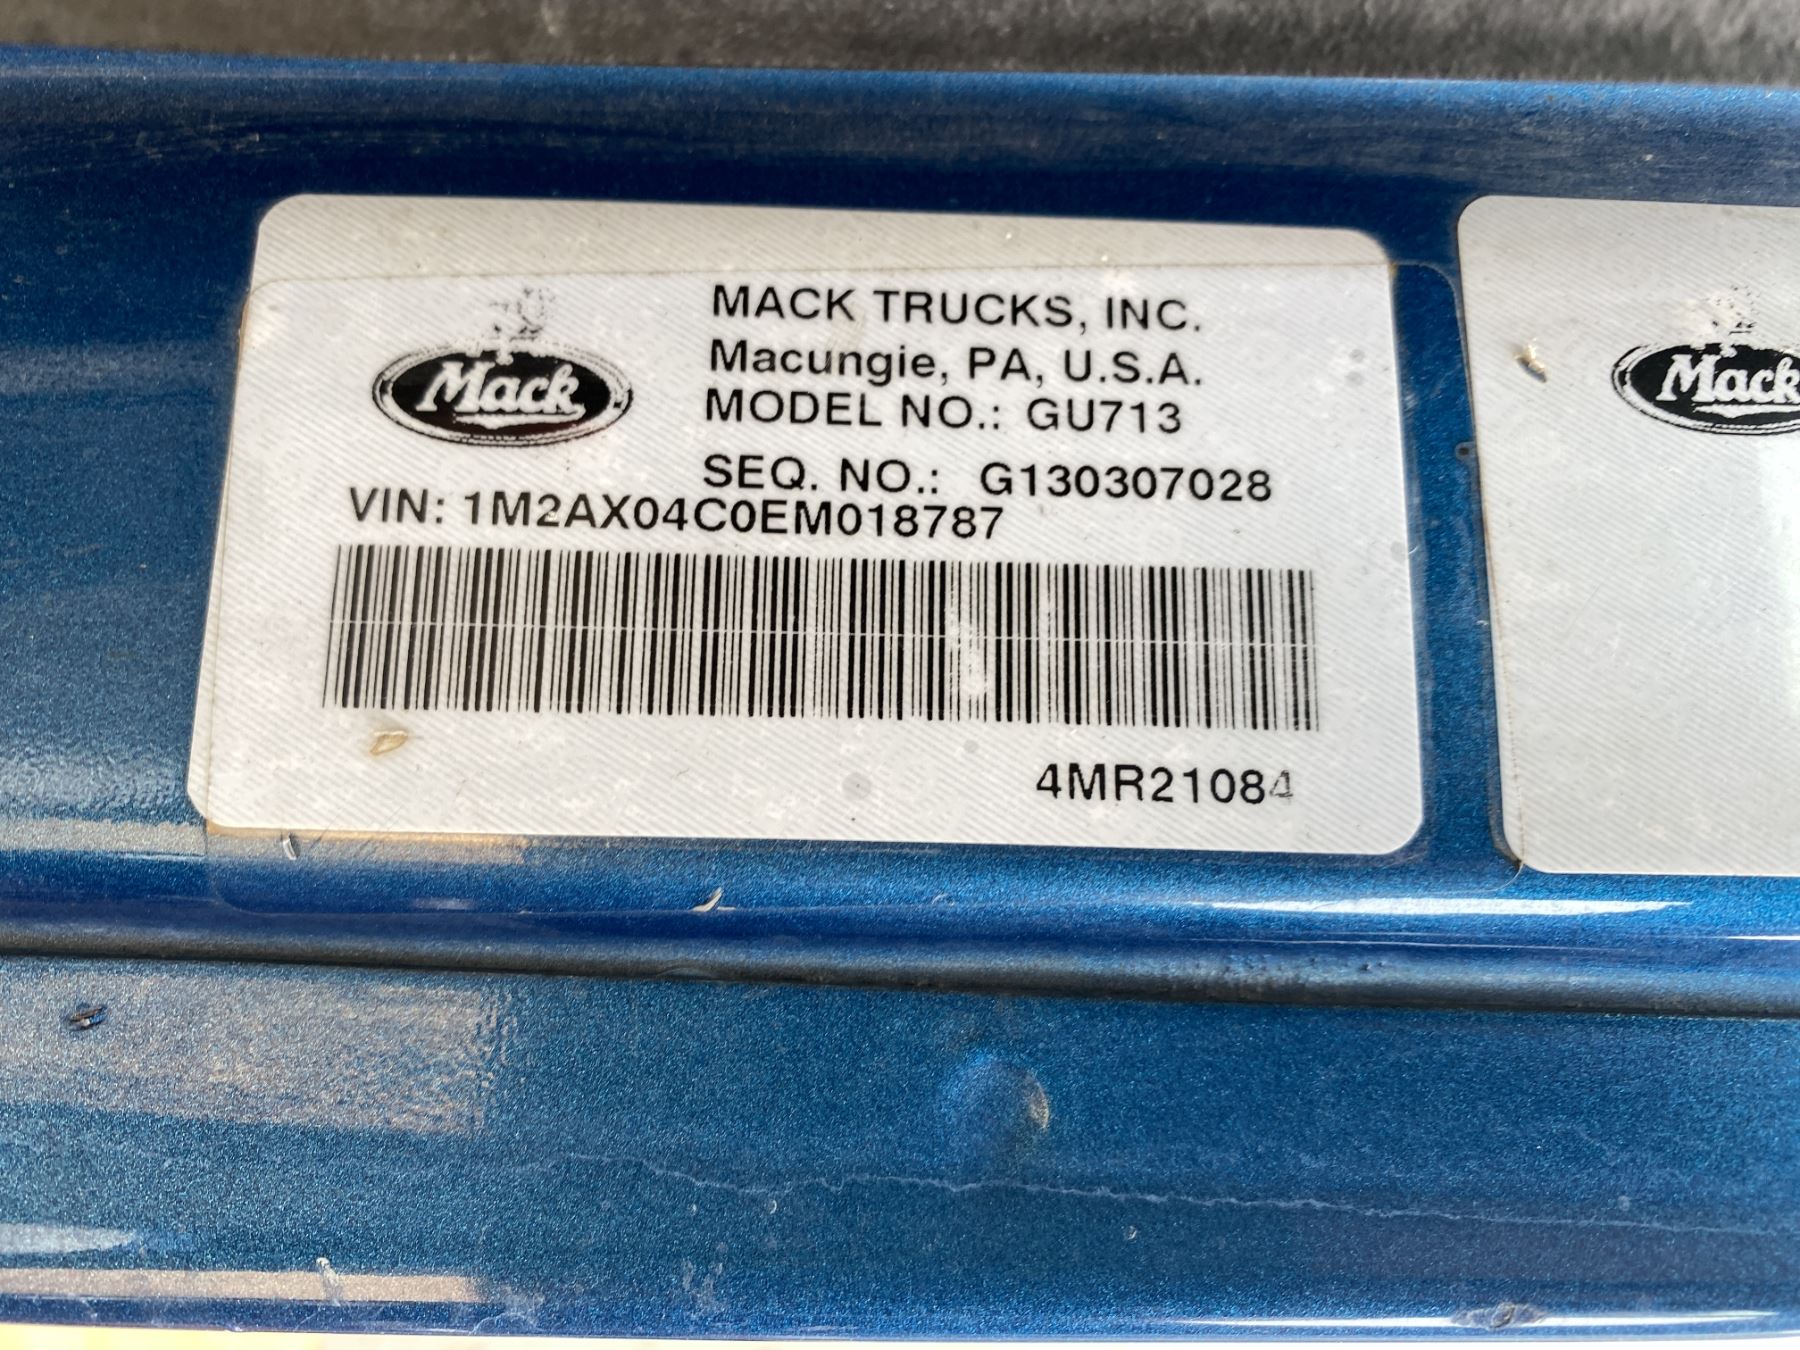 Mack
MACK TRUCKS, INC.
Macungie, PA, U.S.A.
MODEL NO.: GU713
SEQ. NO.: G130307028
VIN: 1M2AX04C0EM018787
4MR21084
Mack